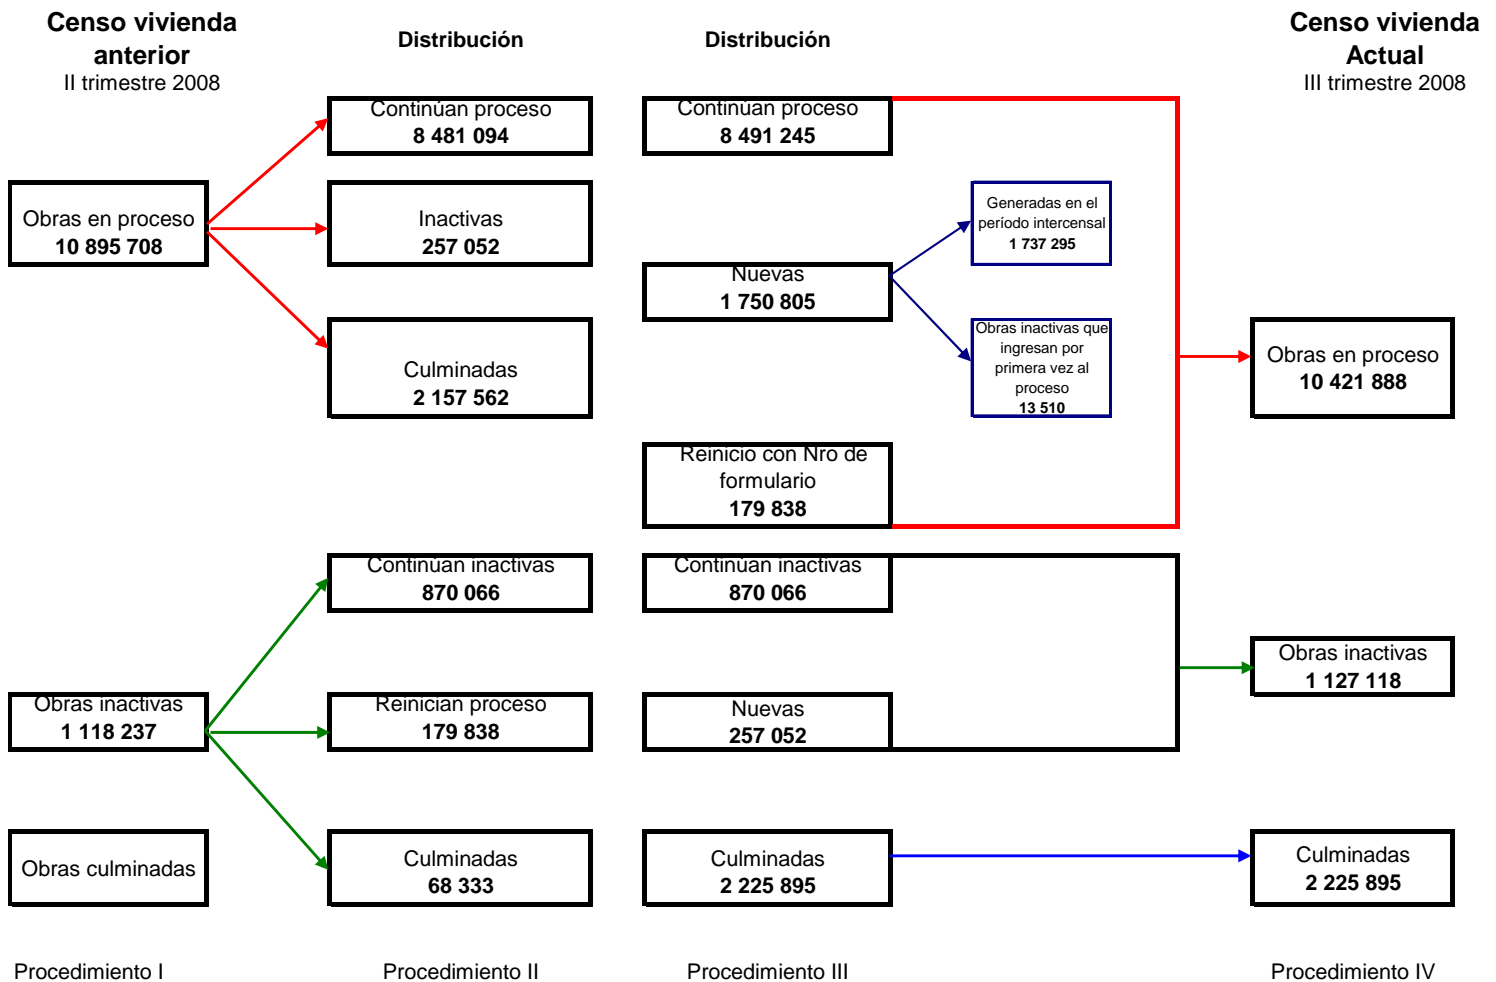 Censo vivienda
anterior
II trimestre 2008
Distribución
Distribución
Censo vivienda
Actual
III trimestre 2008
Continúan proceso
8 481 094
Continúan proceso
8 491 245
Obras en proceso
10 895 708
Inactivas
257 052
Generadas en el
período intercensal
1 737 295
Nuevas
1 750 805
Culminadas
2 157 562
Obras inactivas que
ingresan por
primera vez al
proceso
13 510
Obras en proceso
10 421 888
Reinicio con Nro de
formulario
179 838
Continúan inactivas
870 066
Continúan inactivas
870 066
Obras inactivas
1 127 118
Obras inactivas
1 118 237
Reinician proceso
179 838
Nuevas
257 052
Obras culminadas
Culminadas
68 333
Culminadas
2 225 895
Culminadas
2 225 895
Procedimiento I
Procedimiento II
Procedimiento III
Procedimiento IV